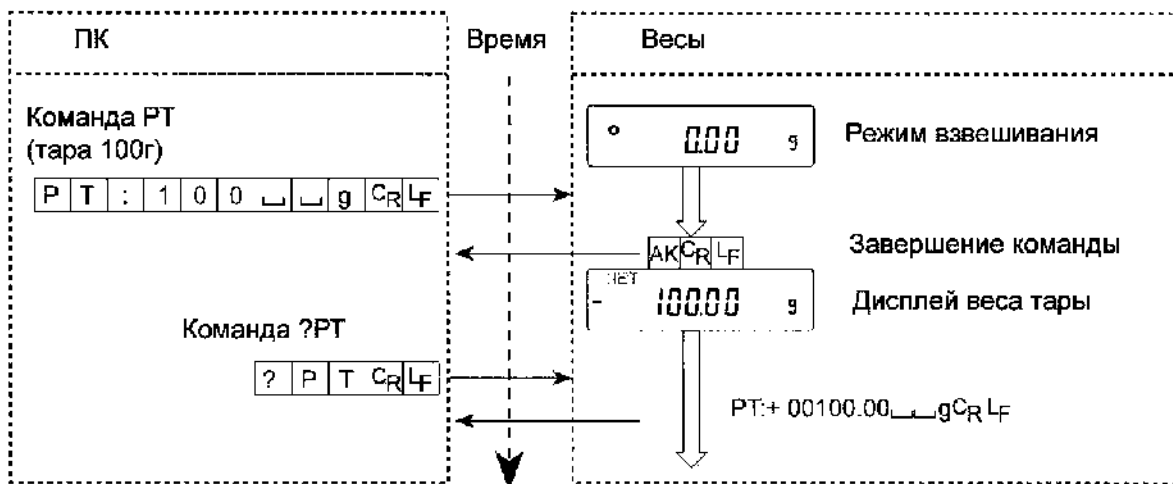 ПК
Время
Весы
Команда PT
(тара 100г)
P T : 1 0 0 ␣ ␣ g CR LF
0.00 g
Режим взвешивания
AK CR LF
Завершение команды
NET
- 100.00 g
Дисплей веса тары
Команда ?PT
? P T CR LF
PT:+ 00100.00␣␣gCR LF